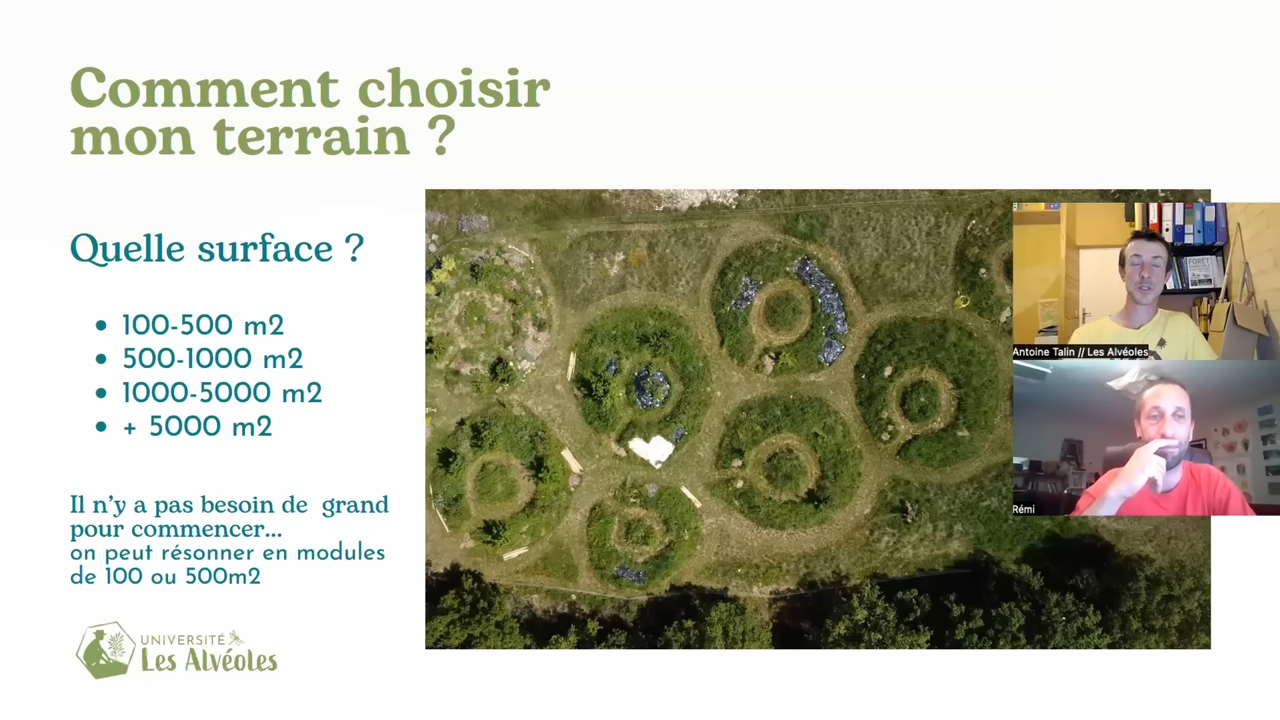 Comment choisir
mon terrain ?
Quelle surface ?
• 100-500 m2
• 500-1000 m2
• 1000-5000 m2
• + 5000 m2
Il n'y a pas besoin de grand
pour commencer...
on peut résonner en modules
de 100 ou 500m2
UNIVERSITÉ
Les Alvéoles
FORÊT
Antoine Talin // Les Alvéoles
Rémi